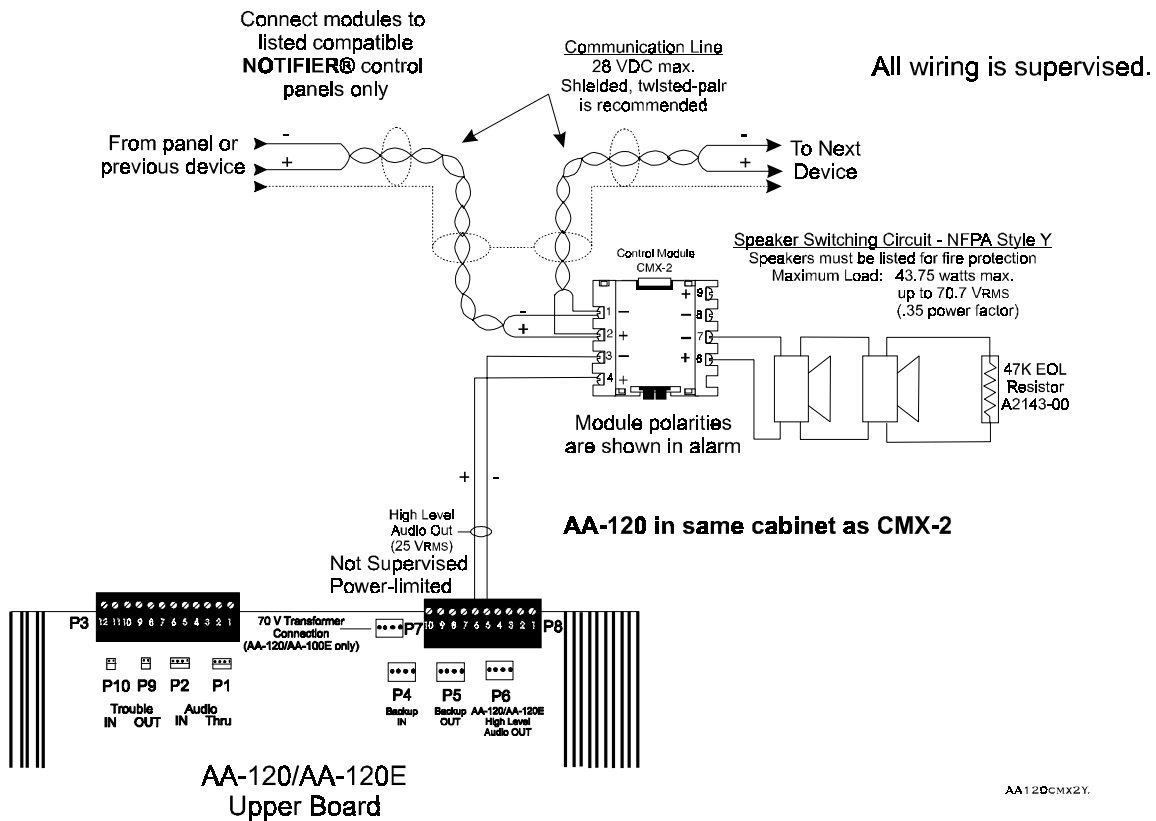 Connect modules to
listed compatible
NOTIFIER® control
panels only
Communication Line
28 VDC max.
Shielded, twisted-pair
is recommended
All wiring is supervised.
From panel or
previous device
-
+
-
+
To Next
Device
Control Module
CMX-2
Speaker Switching Circuit - NFPA Style Y
Speakers must be listed for fire protection
Maximum Load: 43.75 watts max.
up to 70.7 VRMS
(.35 power factor)
-
+
1 −
2 +
3 −
4 +
+ 9
− 8
− 7
+ 6
47K EOL
Resistor
A2143-00
Module polarities
are shown in alarm
+ -
High Level
Audio Out
(25 VRMS)
Not Supervised
Power-limited
AA-120 in same cabinet as CMX-2
P3
12 11 10 9 8 7 6 5 4 3 2 1
70 V Transformer
Connection
(AA-120/AA-100E only)
P7
10 9 8 7 6 5 4 3 2 1
P8
P10 P9 P2 P1
Trouble
IN OUT
Audio
IN Thru
P4
Backup
IN
P5
Backup
OUT
P6
AA-120/AA-120E
High Level
Audio OUT
AA-120/AA-120E
Upper Board
AA120CMX2Y.